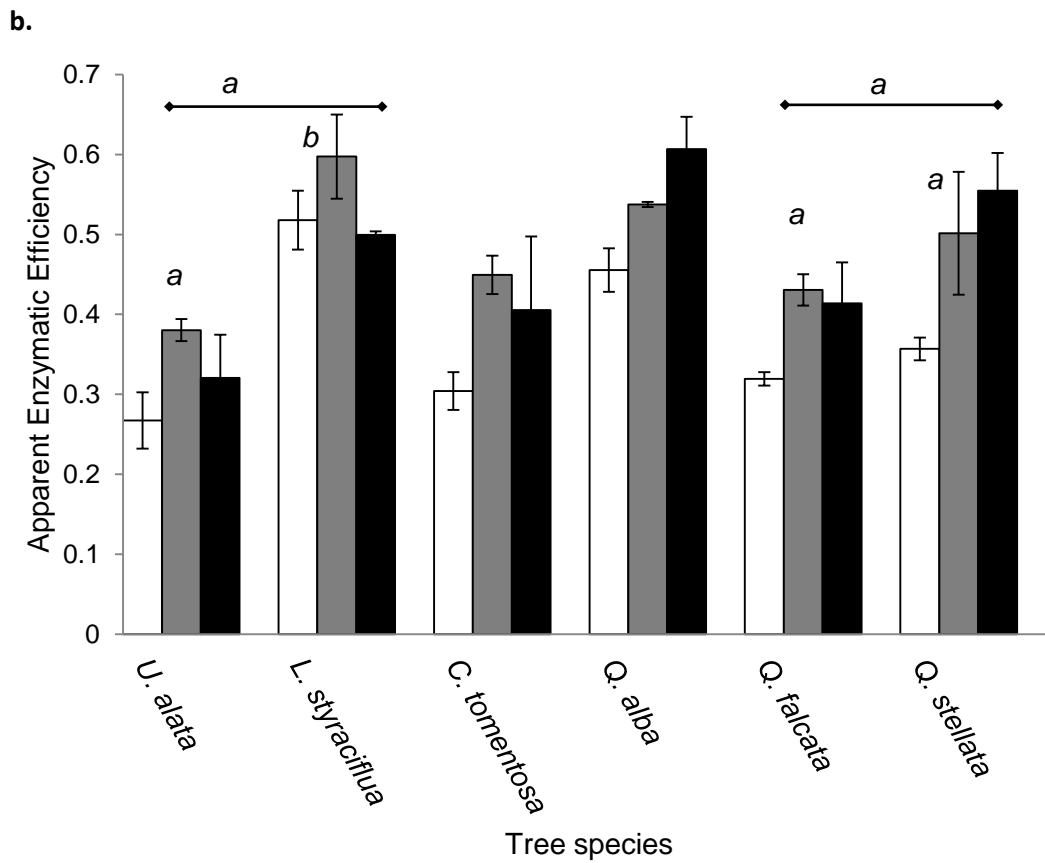 b.
Apparent Enzymatic Efficiency
0.7
0.6
0.5
0.4
0.3
0.2
0.1
0
a
a
b
a
a
a
U. alata
L. styraciflua
C. tomentosa
Q. alba
Q. falcata
Q. stellata
Tree species